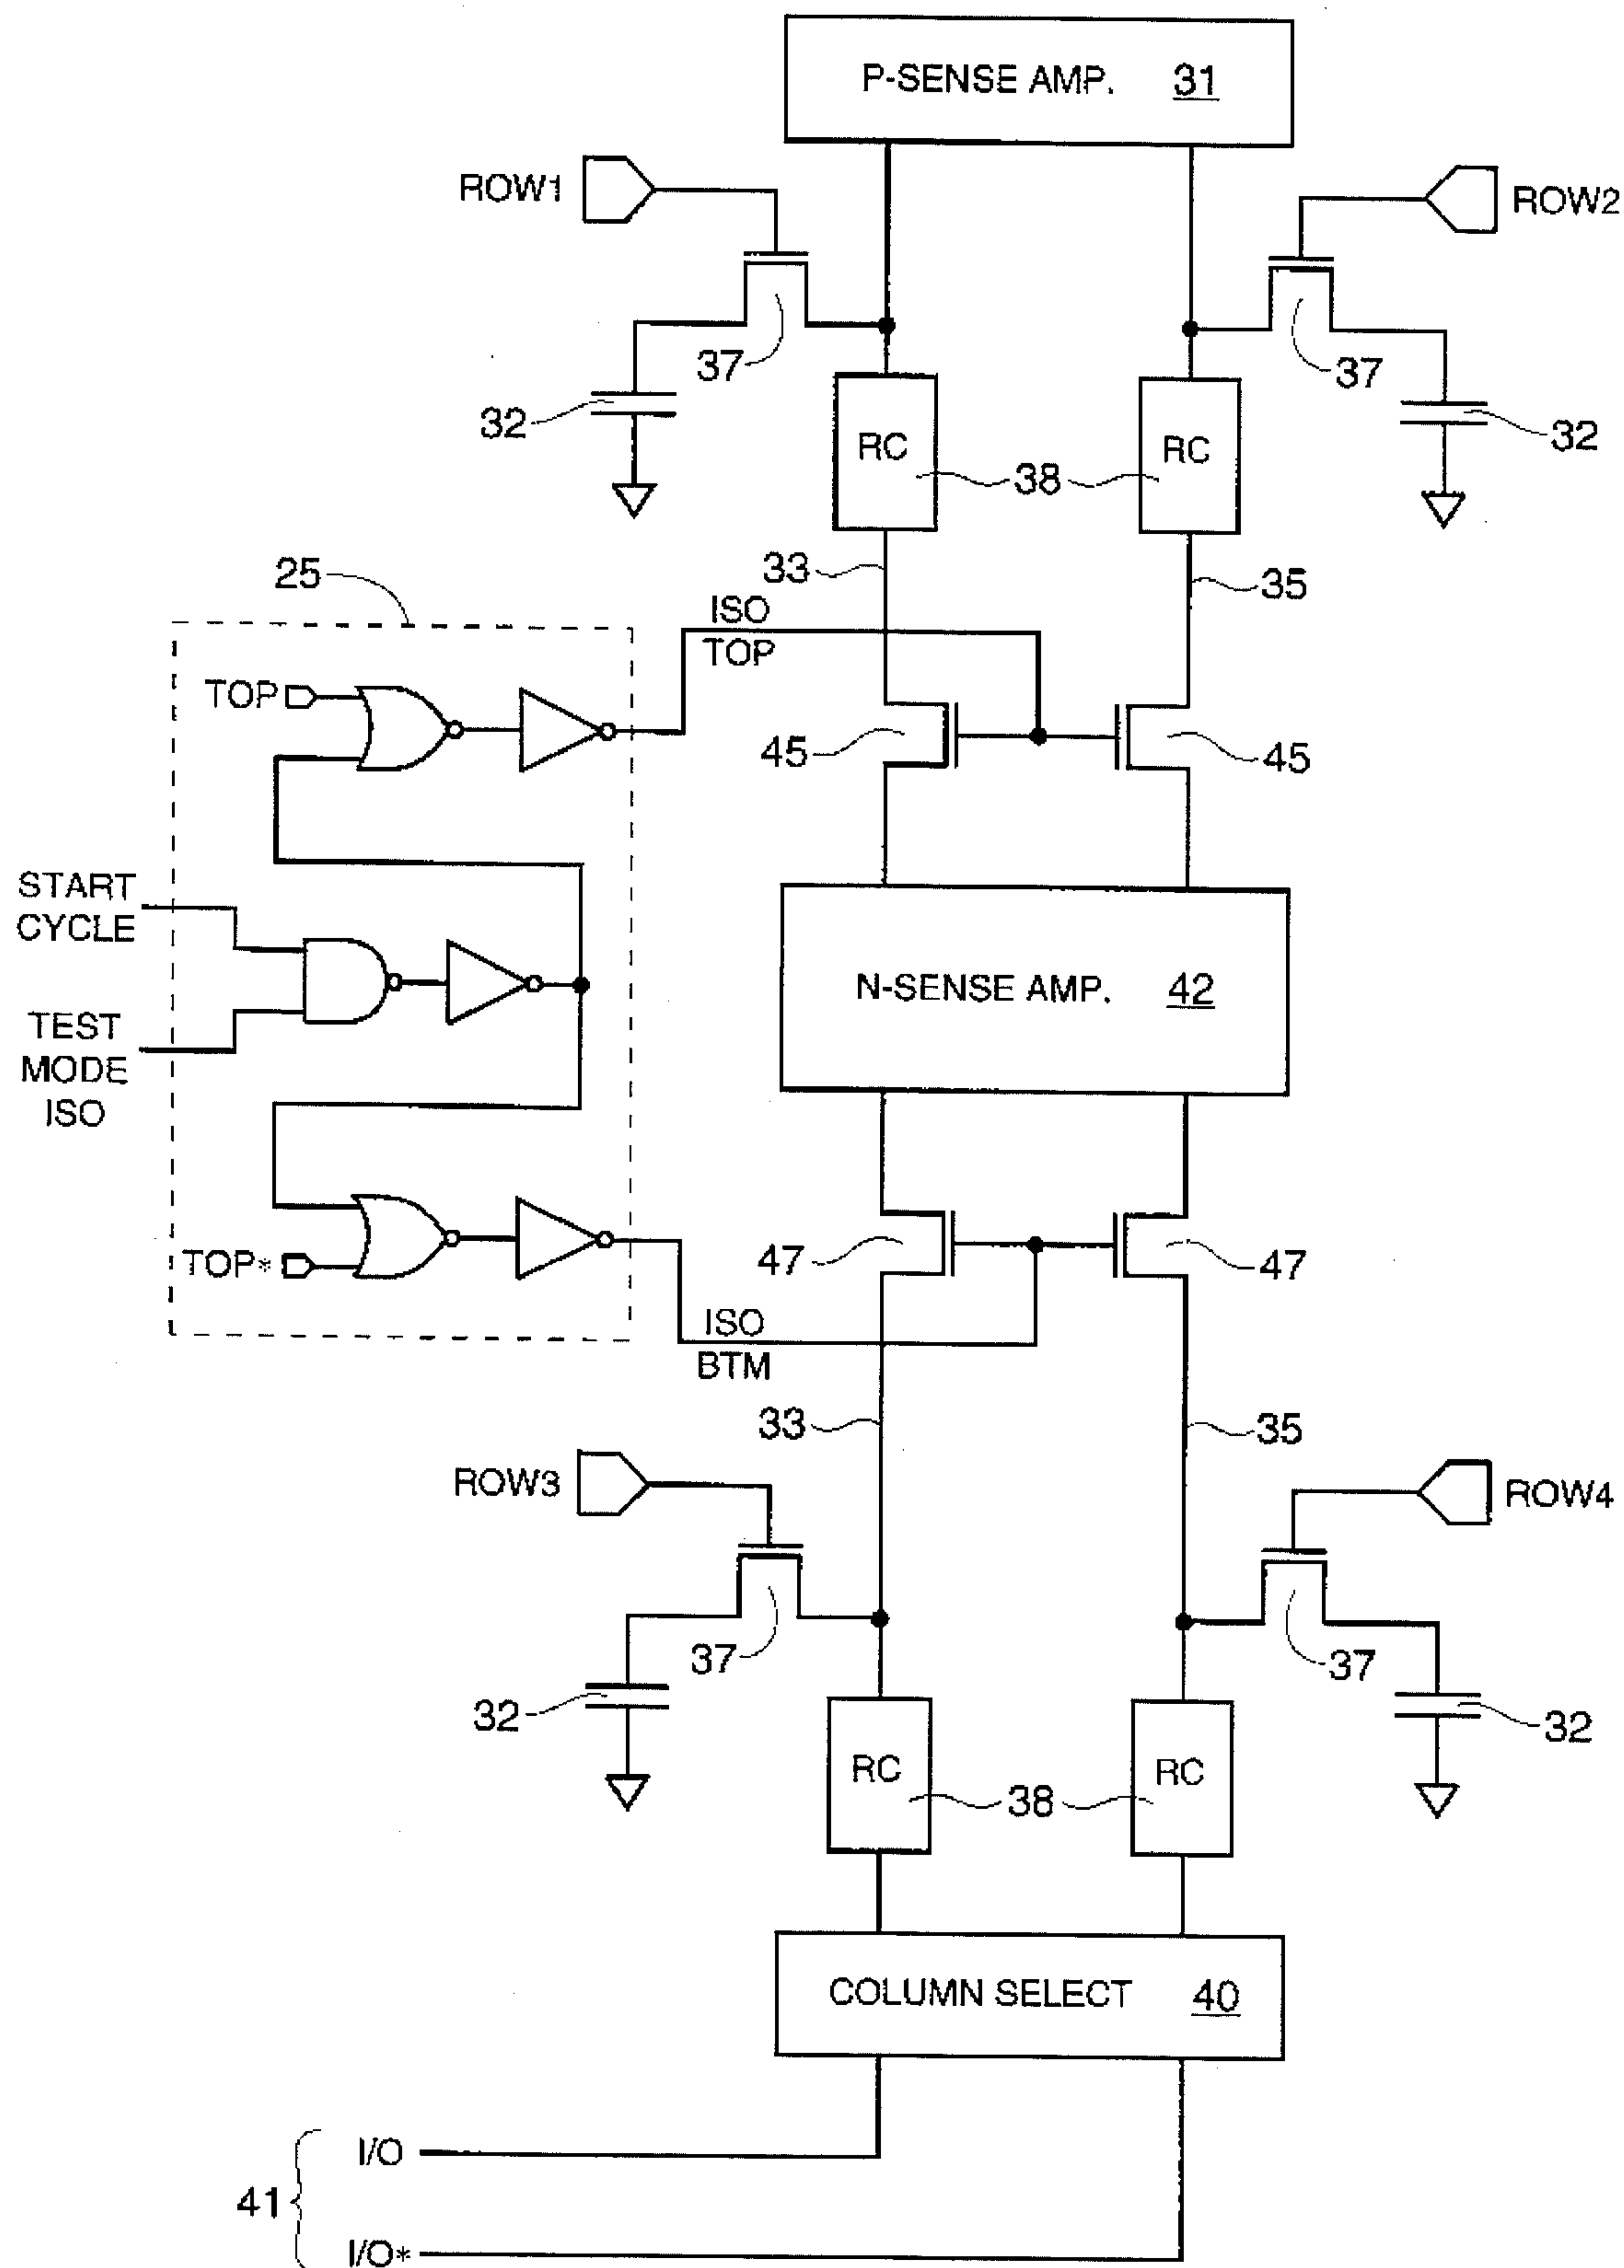 P-SENSE AMP. 31
ROW1
ROW2
37
37
32
32
RC
RC
38
33
35
25
ISO
TOP
TOP
45
45
START
CYCLE
N-SENSE AMP. 42
TEST
MODE
ISO
TOP*
47
47
ISO
BTM
33
35
ROW3
ROW4
37
37
32
32
RC
RC
38
COLUMN SELECT 40
I/O
41
I/O*